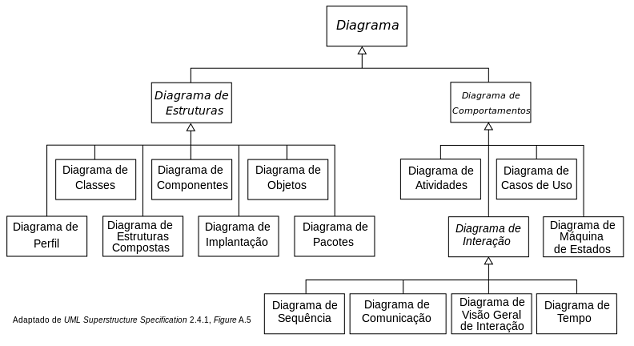 Diagrama
Diagrama de
Estruturas
Diagrama de
Comportamentos
Diagrama de
Classes
Diagrama de
Componentes
Diagrama de
Objetos
Diagrama de
Atividades
Diagrama de
Casos de Uso
Diagrama de
Perfil
Diagrama de
Estruturas
Compostas
Diagrama de
Implantação
Diagrama de
Pacotes
Diagrama de
Interação
Diagrama de
Máquina
de Estados
Diagrama de
Sequência
Diagrama de
Comunicação
Diagrama de
Visão Geral
de Interação
Diagrama de
Tempo
Adaptado de UML Superstructure Specification 2.4.1, Figure A.5